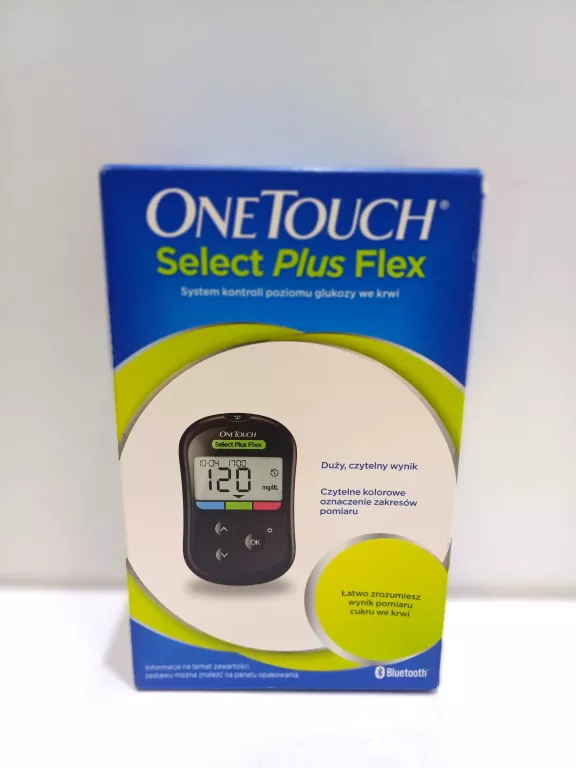 ONETOUCH®
Select Plus Flex
System kontroli poziomu glukozy we krwi
ONETOUCH
Select Plus Flex
10-04 17:00
120
mg/dL
OK
Duży, czytelny wynik
Czytelne kolorowe
oznaczenie zakresów
pomiaru
Łatwo zrozumiesz
wynik pomiaru
cukru we krwi
Informacje na temat zawartości
zestawu można znaleźć na panelu opakowania.
Bluetooth